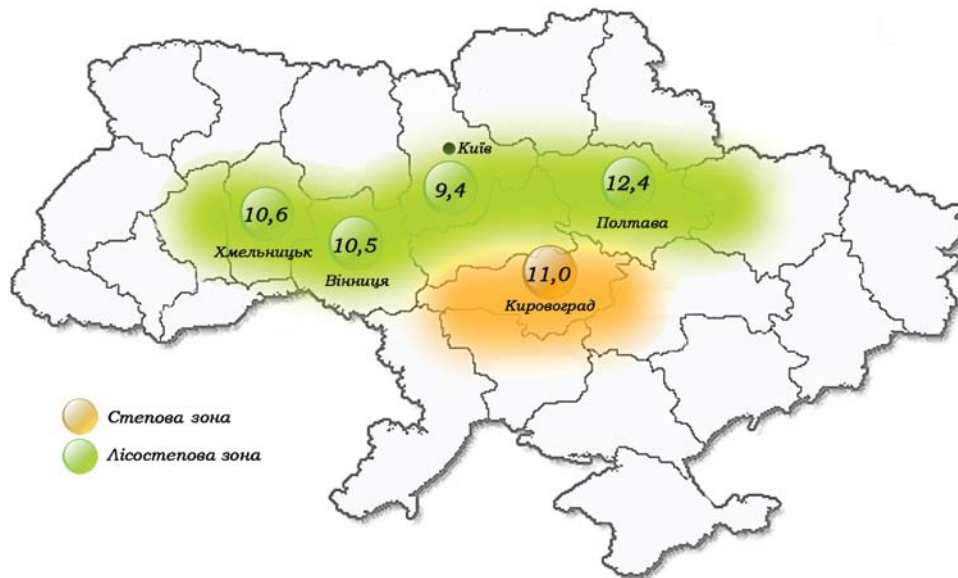 Київ
9,4
12,4
10,6
Полтава
Хмельницьк
10,5
Вінниця
11,0
Кировоград
Степова зона
Лісостепова зона